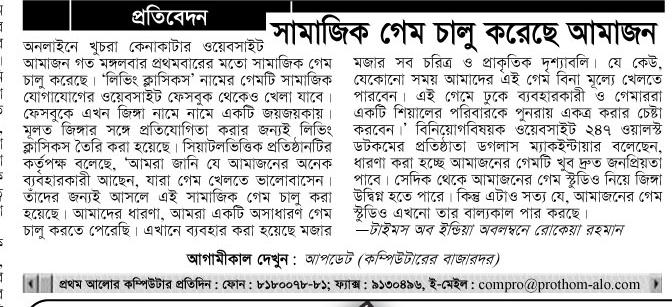 প্রতিবেদন
সামাজিক গেম চালু করেছে আমাজন
অনলাইনে খুচরা কেনাকাটার ওয়েবসাইট
আমাজন গত মঙ্গলবার প্রথমবারের মতো সামাজিক গেম
চালু করেছে। ‘লিভিং ক্লাসিকস’ নামের গেমটি সামাজিক
যোগাযোগের ওয়েবসাইট ফেসবুক থেকেও খেলা যাবে।
ফেসবুকে এখন জিঙ্গা নামে নামে একটি জয়জয়কায়।
মূলত জিঙ্গার সঙ্গে প্রতিযোগিতা করার জন্যই লিভিং
ক্লাসিকস তৈরি করা হয়েছে। সিয়াটলভিত্তিক প্রতিষ্ঠানটির
কর্তৃপক্ষ বলেছে, ‘আমরা জানি যে আমাজনের অনেক
ব্যবহারকারী আছেন, যারা গেম খেলতে ভালোবাসেন।
তাঁদের জন্যই আসলে এই সামাজিক গেম চালু করা
হয়েছে। আমাদের ধারণা, আমরা একটি অসাধারণ গেম
চালু করতে পেরেছি। এখানে ব্যবহার করা হয়েছে মজার
মজার সব চরিত্র ও প্রাকৃতিক দৃশ্যাবলি। যে কেউ,
যেকোনো সময় আমাদের এই গেম বিনা মূল্যে খেলতে
পারবেন। এই গেমে ঢুকে ব্যবহারকারী ও গেমাররা
একটি শিয়ালের পরিবারকে পুনরায় একত্র করার চেষ্টা
করবেন।’ বিনিয়োগবিষয়ক ওয়েবসাইট ২৪৭ ওয়ালস্ট
ডটকমের প্রতিষ্ঠাতা ডগলাস ম্যাকইন্টায়ার বলেছেন,
ধারণা করা হচ্ছে আমাজনের গেমটি খুব দ্রুত জনপ্রিয়তা
পাবে। সেদিক থেকে আমাজনের গেম স্টুডিও নিয়ে জিঙ্গা
উদ্বিগ্ন হতে পারে। কিন্তু এটাও সত্য যে, আমাজনের গেম
স্টুডিও এখনো তার বাল্যকাল পার করছে।
—টাইমস অব ইন্ডিয়া অবলম্বনে রোকেয়া রহমান
আগামীকাল দেখুন : আপডেট (কম্পিউটারের বাজারদর)
প্রথম আলোর কম্পিউটার প্রতিদিন : ফোন : ৮১৮০০৭৮-৮১; ফ্যাক্স : ৯১৩০৪৯৬, ই-মেইল : compro@prothom-alo.com